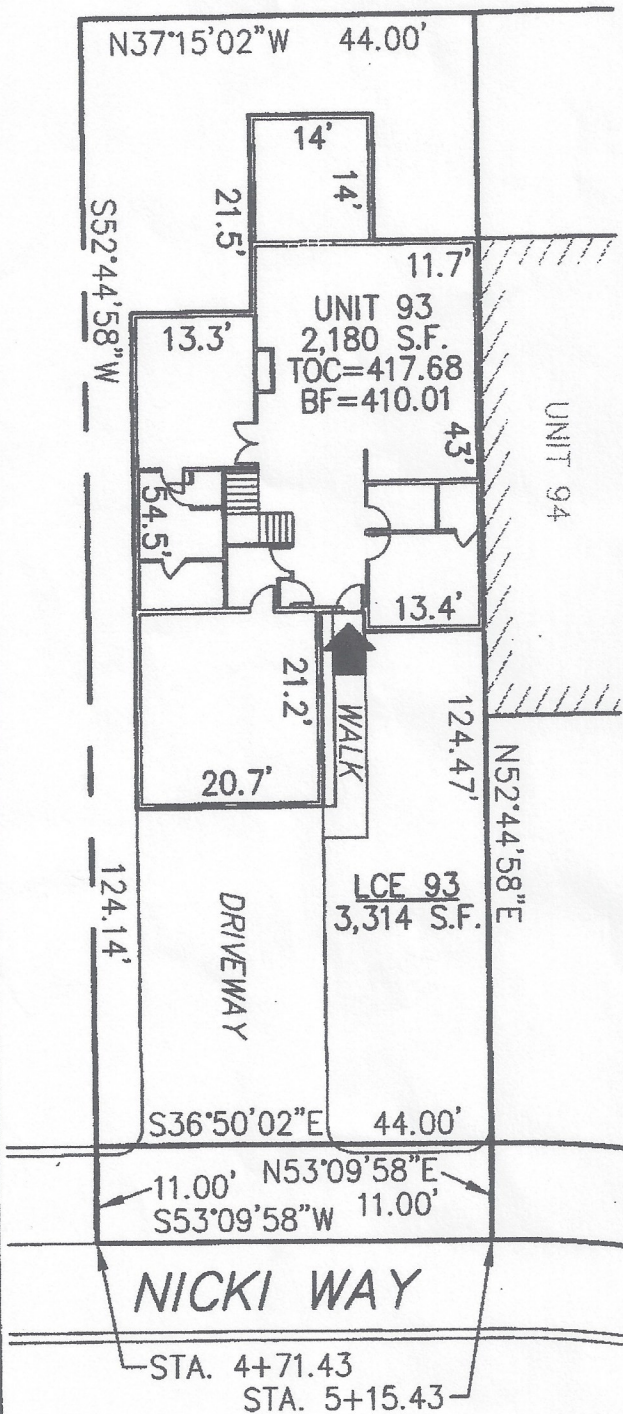 N37°15'02"W 44.00'
14'
14'
21.5'
S52°44'58"W
11.7'
UNIT 93
2,180 S.F.
TOC=417.68
BF=410.01
13.3'
43'
UNIT 94
54.5'
13.4'
21.2'
WALK
124.47'
N52°44'58"E
20.7'
LCE 93
3,314 S.F.
124.14'
DRIVEWAY
S36°50'02"E 44.00'
11.00'
S53°09'58"W
N53°09'58"E
11.00'
NICKI WAY
STA. 4+71.43
STA. 5+15.43